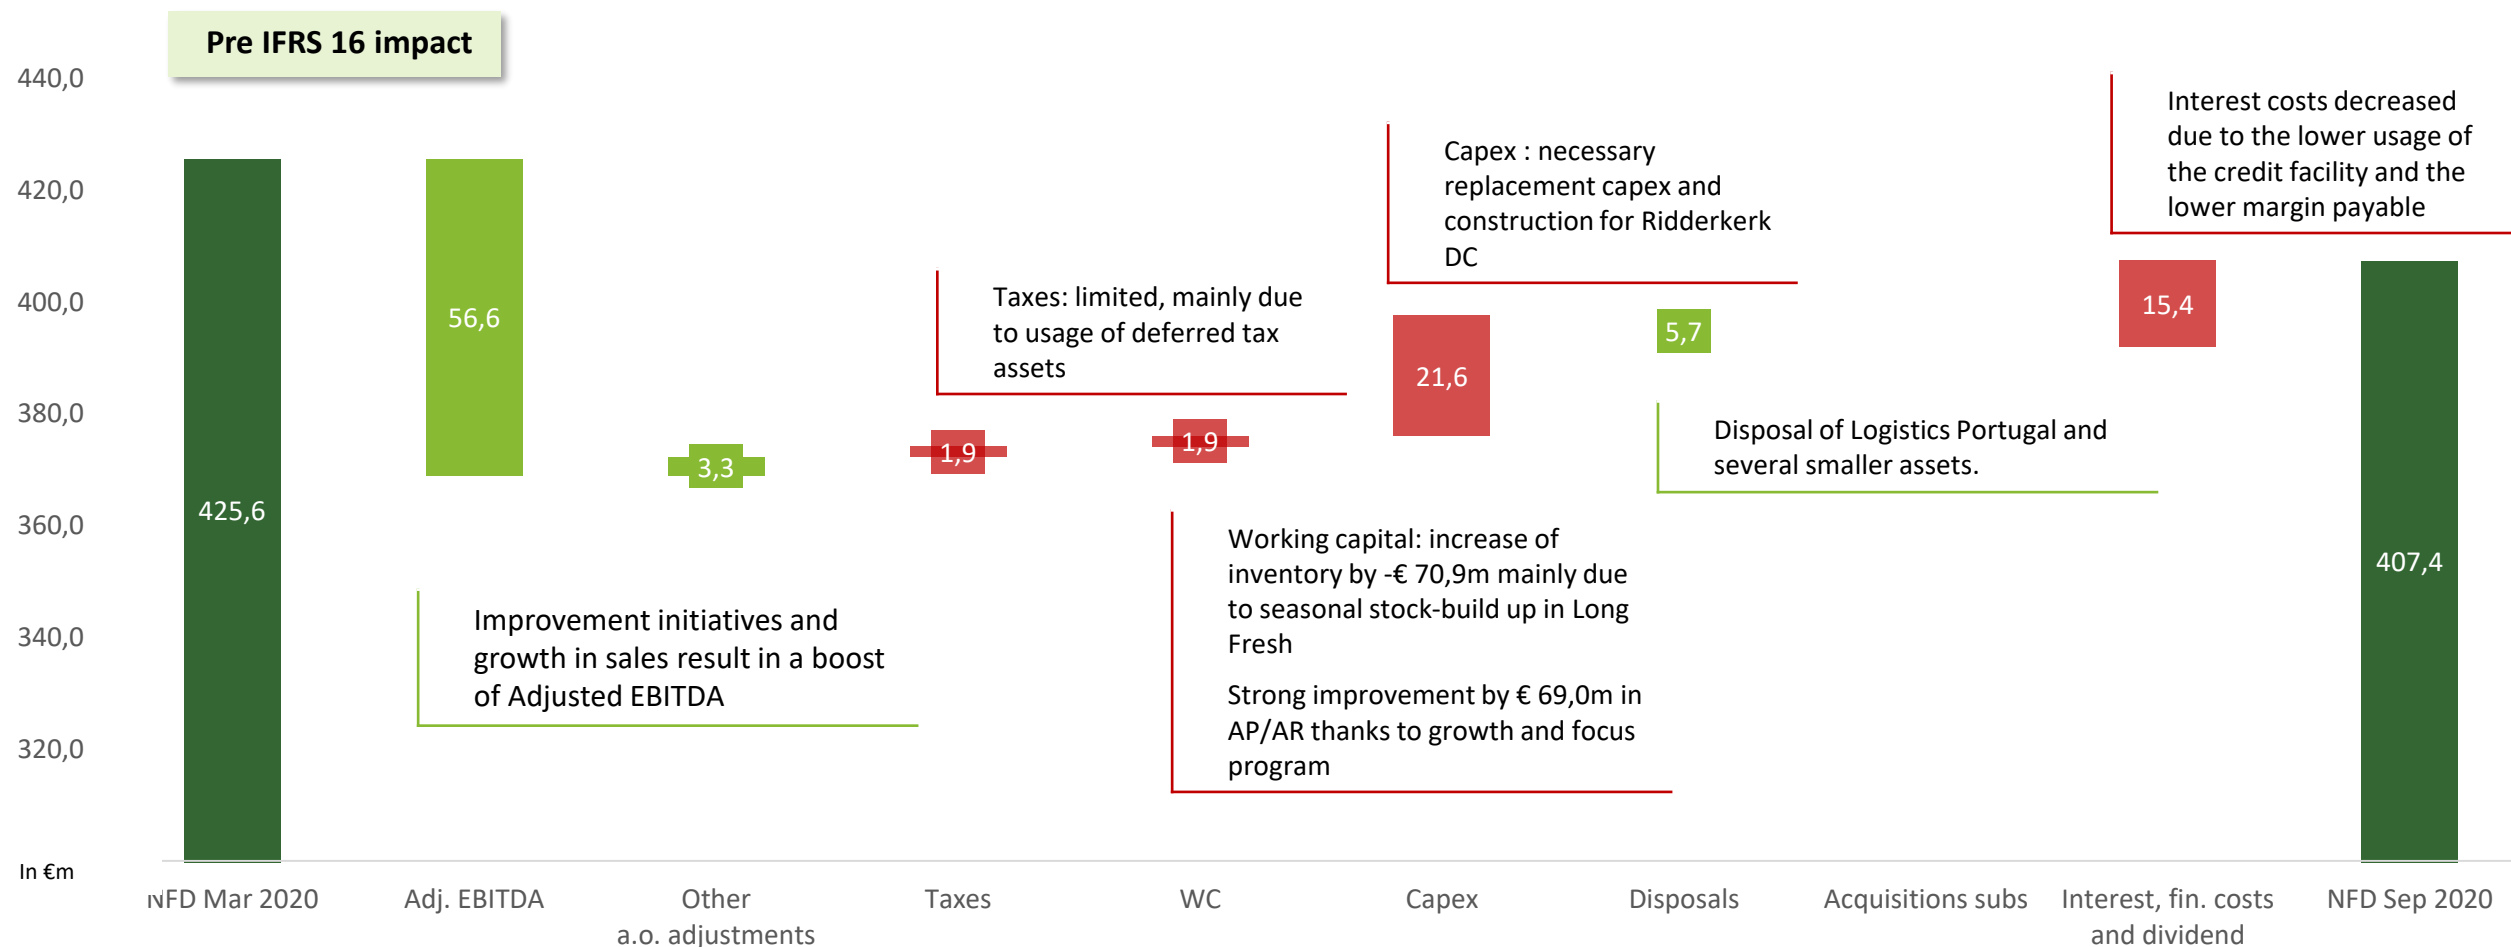 Pre IFRS 16 impact
440,0
420,0
400,0
380,0
360,0
340,0
320,0
In €m
425,6
56,6
3,3
1,9
1,9
21,6
5,7
15,4
407,4
Improvement initiatives and
growth in sales result in a boost
of Adjusted EBITDA
Taxes: limited, mainly due
to usage of deferred tax
assets
Working capital: increase of
inventory by -€ 70,9m mainly due
to seasonal stock-build up in Long
Fresh
Strong improvement by € 69,0m in
AP/AR thanks to growth and focus
program
Capex : necessary
replacement capex and
construction for Ridderkerk
DC
Disposal of Logistics Portugal and
several smaller assets.
Interest costs decreased
due to the lower usage of
the credit facility and the
lower margin payable
NFD Mar 2020
Adj. EBITDA
Other
a.o. adjustments
Taxes
WC
Capex
Disposals
Acquisitions subs
Interest, fin. costs
and dividend
NFD Sep 2020